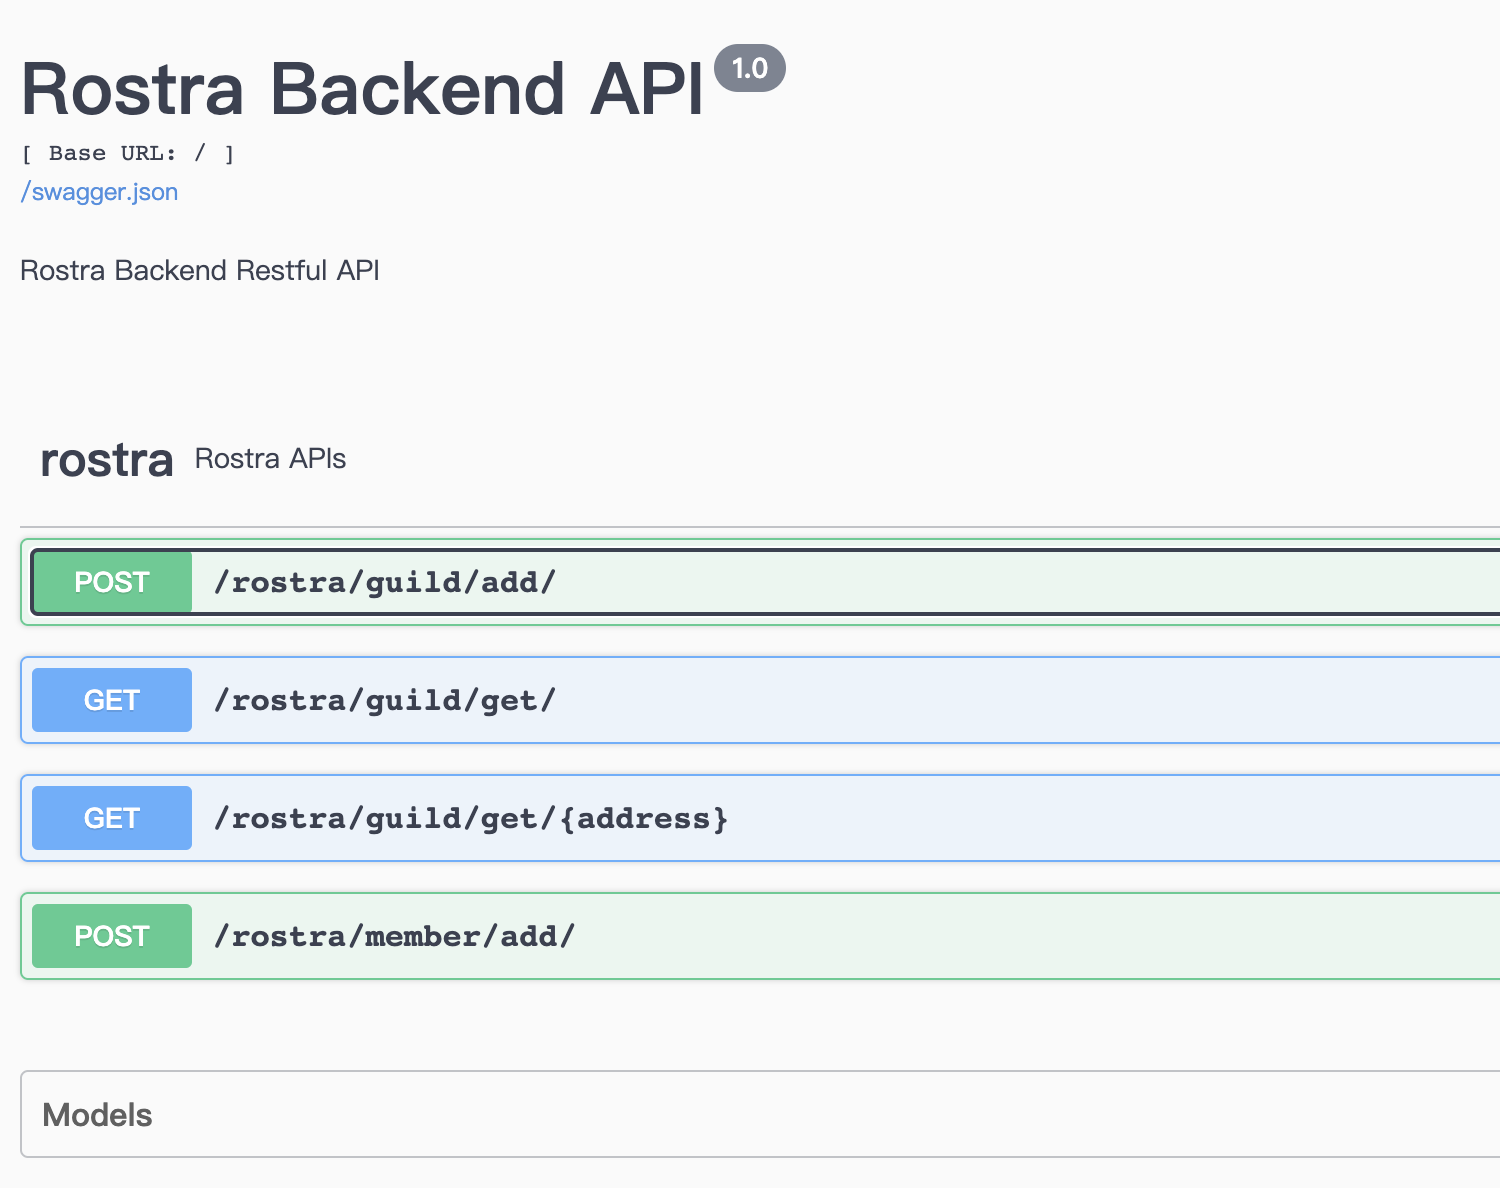 Rostra Backend API 1.0
[ Base URL: / ]
/swagger.json
Rostra Backend Restful API
rostra Rostra APIs
POST /rostra/guild/add/
GET /rostra/guild/get/
GET /rostra/guild/get/{address}
POST /rostra/member/add/
Models